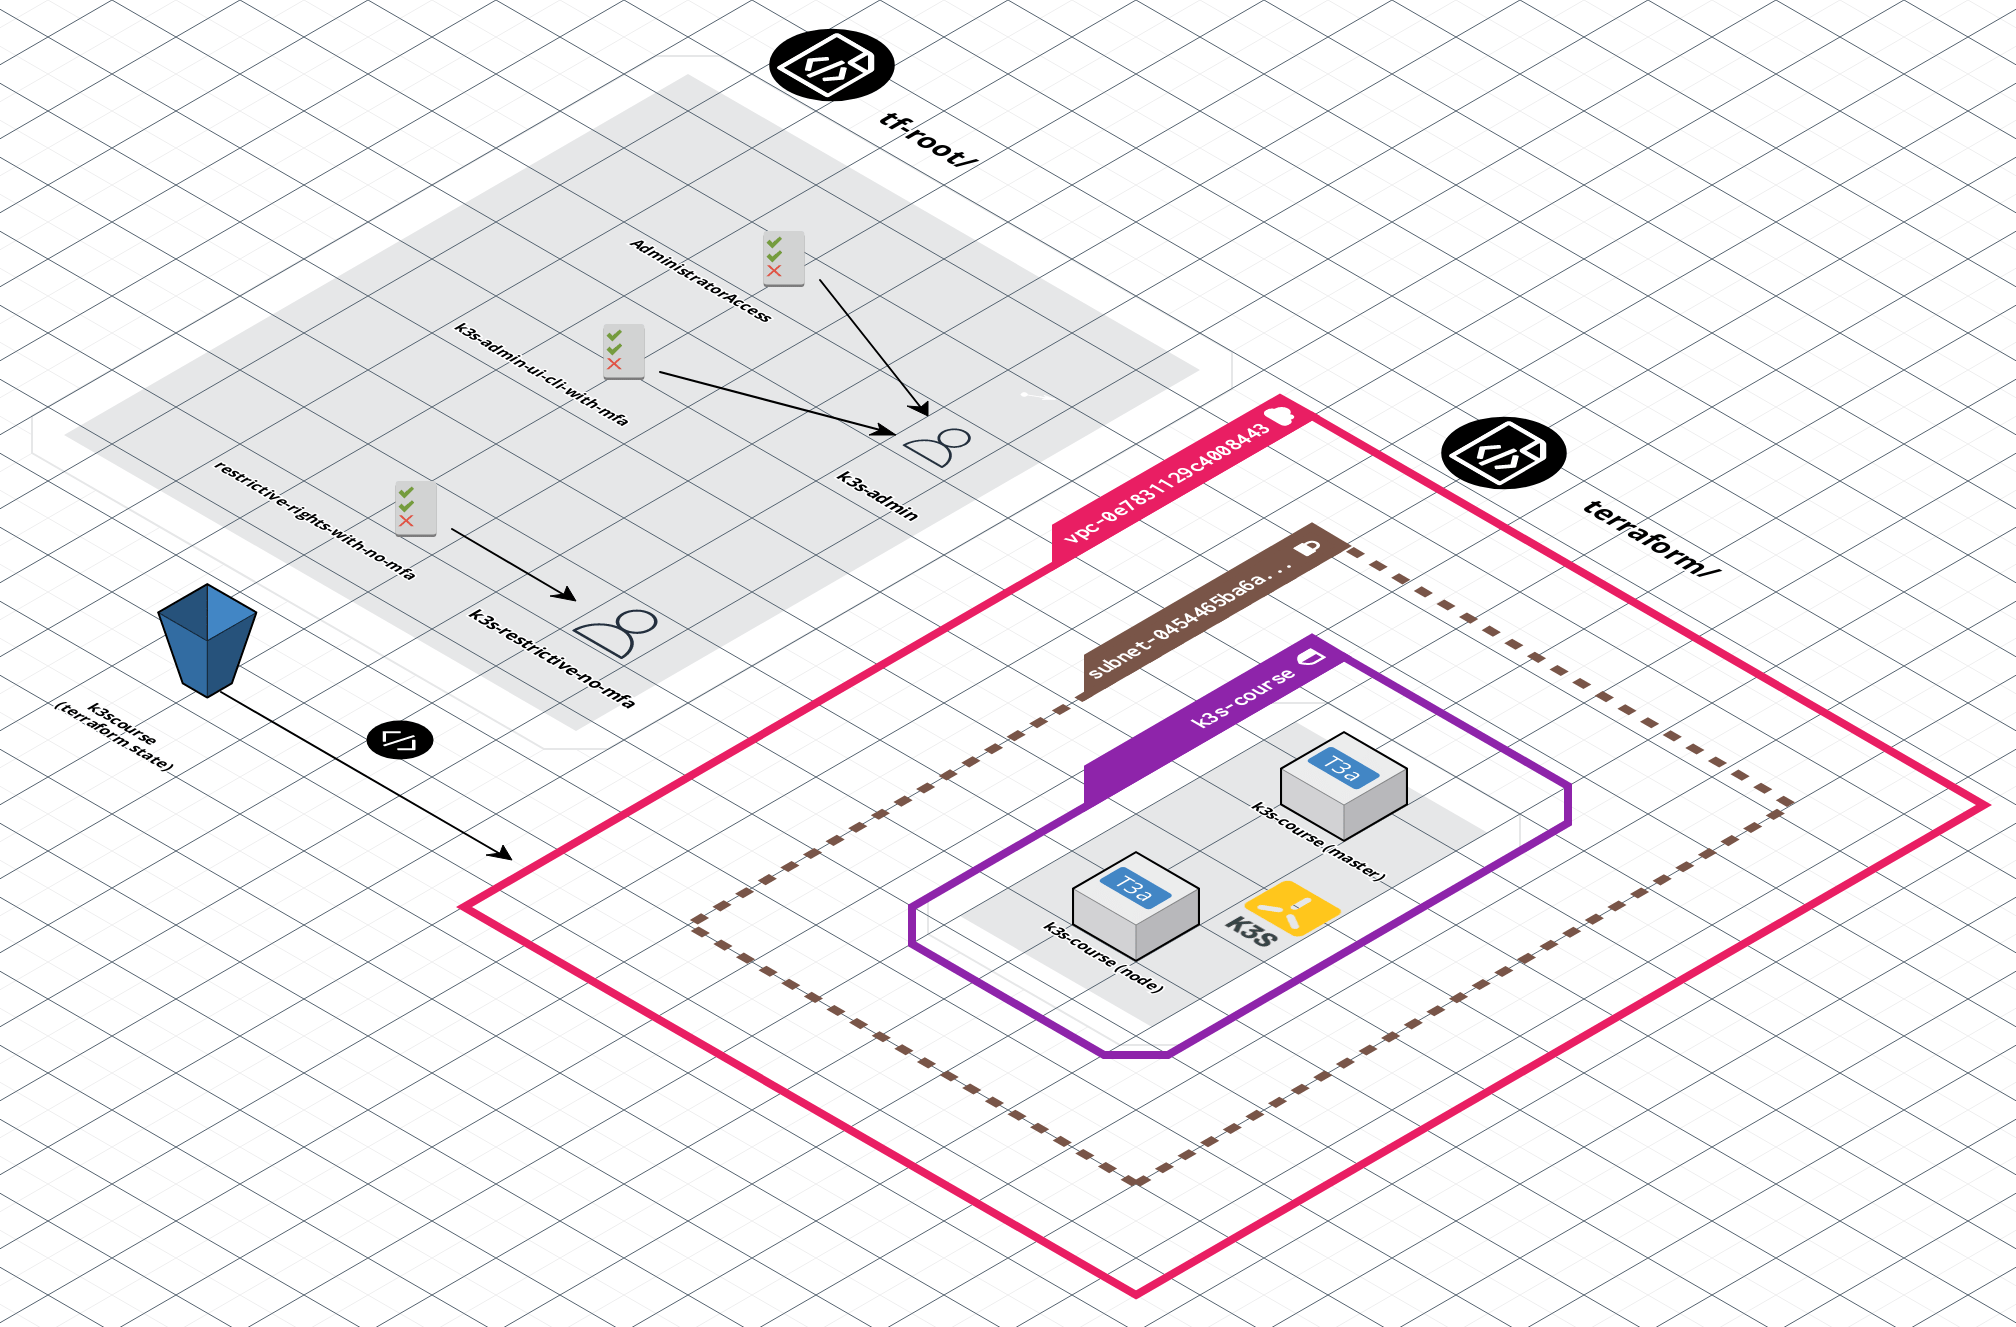 tf-root/
AdministratorAccess
k3s-admin-ui-cli-with-mfa
k3s-admin
restrictive-rights-with-no-mfa
k3s-restrictive-no-mfa
k3scourse
(terraform state)
terraform/
vpc-0e7831129c4008443
subnet-0454465ba6a...
k3s-course
T3a
k3s-course (master)
T3a
k3s-course (node)
K3S